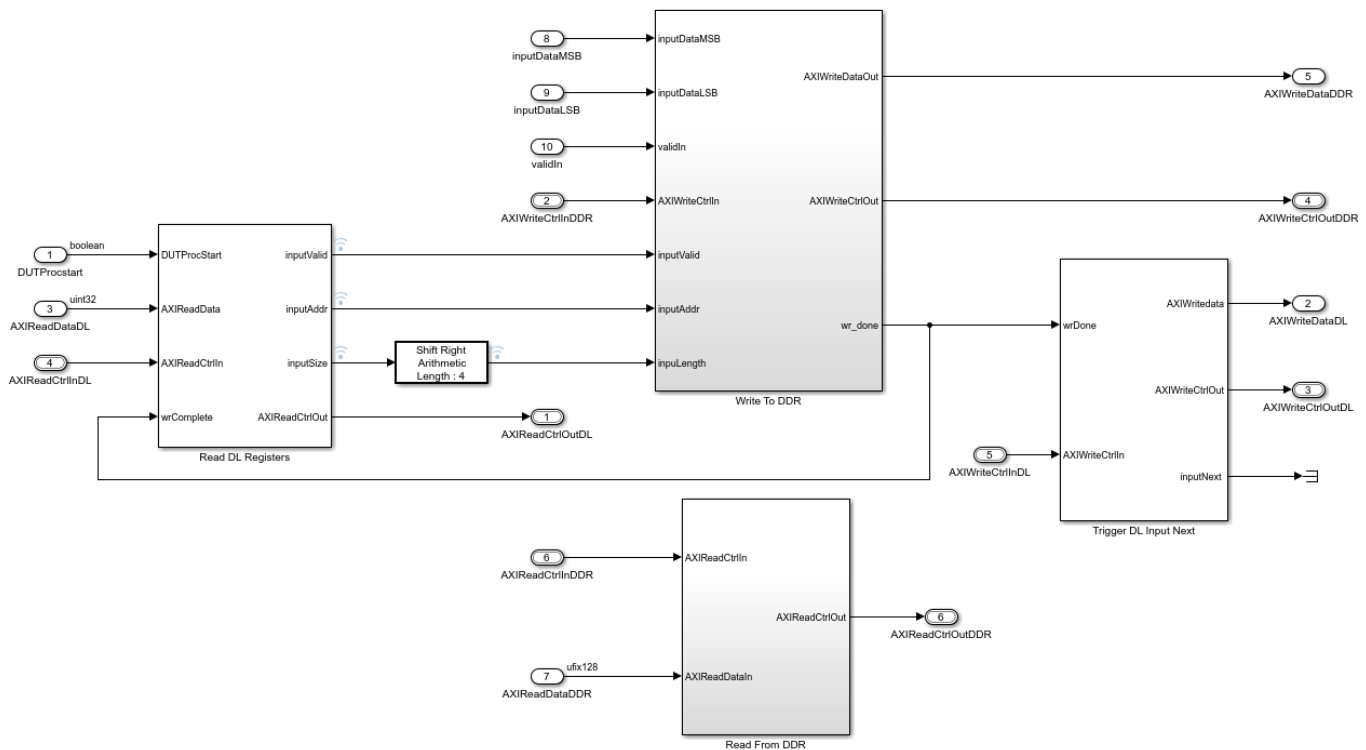 8
inputDataMSB
9
inputDataLSB
10
validIn
2
AXIWriteCtrlInDDR
inputDataMSB
inputDataLSB
validIn
AXIWriteCtrlIn
inputValid
inputAddr
inpuLength
AXIWriteDataOut
AXIWriteCtrlOut
wr_done
Write To DDR
5
AXIWriteDataDDR
4
AXIWriteCtrlOutDDR
1
DUTProcstart
boolean
3
AXIReadDataDL
uint32
4
AXIReadCtrlInDL
DUTProcStart
AXIReadData
AXIReadCtrlIn
wrComplete
inputValid
inputAddr
inputSize
AXIReadCtrlOut
Read DL Registers
Shift Right
Arithmetic
Length : 4
1
AXIReadCtrlOutDL
5
AXIWriteCtrlInDL
wrDone
AXIWriteCtrlIn
AXIWritedata
AXIWriteCtrlOut
inputNext
Trigger DL Input Next
2
AXIWriteDataDL
3
AXIWriteCtrlOutDL
6
AXIReadCtrlInDDR
7
AXIReadDataDDR
ufix128
AXIReadCtrlIn
AXIReadDataIn
AXIReadCtrlOut
Read From DDR
6
AXIReadCtrlOutDDR